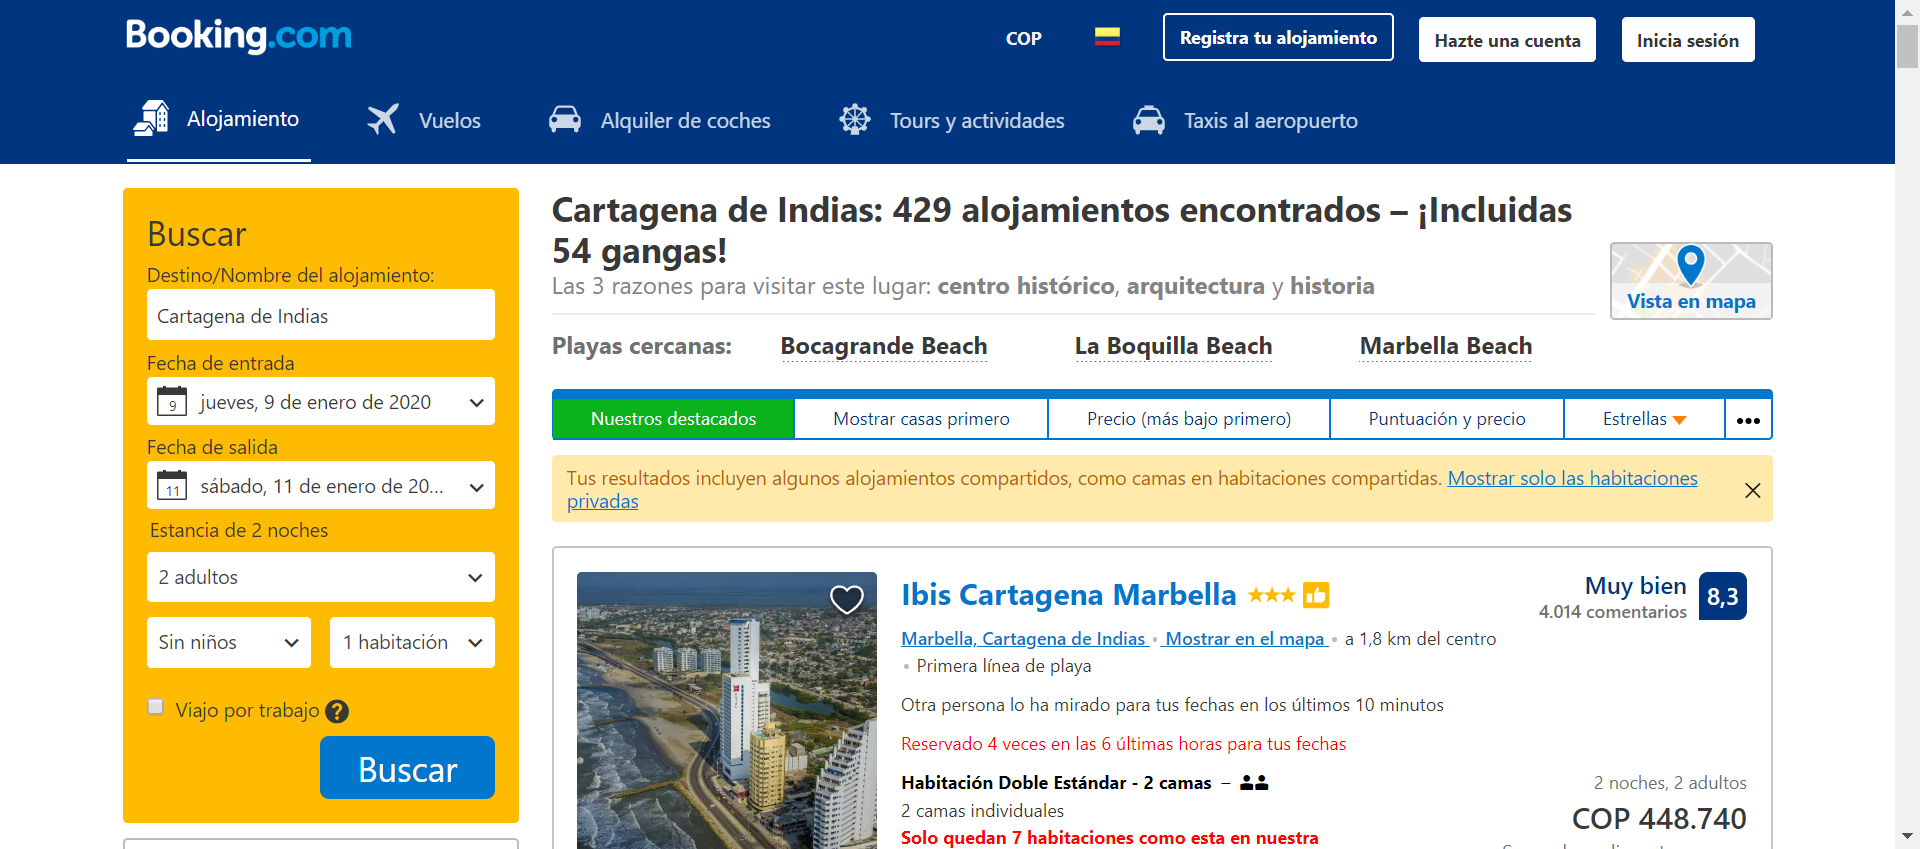 Booking.com
COP
Registra tu alojamiento
Hazte una cuenta
Inicia sesión
Alojamiento
Vuelos
Alquiler de coches
Tours y actividades
Taxis al aeropuerto
Buscar
Destino/Nombre del alojamiento:
Cartagena de Indias
Fecha de entrada
9
jueves, 9 de enero de 2020
Fecha de salida
11
sábado, 11 de enero de 20...
Estancia de 2 noches
2 adultos
Sin niños
1 habitación
Viajo por trabajo ?
Buscar
Cartagena de Indias: 429 alojamientos encontrados – ¡Incluidas
54 gangas!
Las 3 razones para visitar este lugar: centro histórico, arquitectura y historia
Vista en mapa
Playas cercanas: Bocagrande Beach La Boquilla Beach Marbella Beach
Nuestros destacados
Mostrar casas primero
Precio (más bajo primero)
Puntuación y precio
Estrellas
•••
Tus resultados incluyen algunos alojamientos compartidos, como camas en habitaciones compartidas. Mostrar solo las habitaciones
privadas
Ibis Cartagena Marbella
Muy bien
4.014 comentarios
8,3
Marbella, Cartagena de Indias • Mostrar en el mapa • a 1,8 km del centro
• Primera línea de playa
Otra persona lo ha mirado para tus fechas en los últimos 10 minutos
Reservado 4 veces en las 6 últimas horas para tus fechas
Habitación Doble Estándar - 2 camas –
2 noches, 2 adultos
2 camas individuales
COP 448.740
Solo quedan 7 habitaciones como esta en nuestra